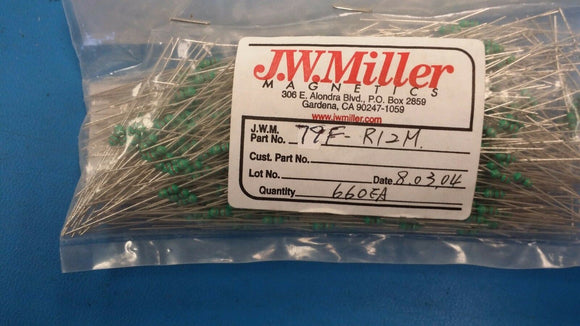 J.W.Miller
MAGNETICS
306 E. Alondra Blvd., P.O. Box 2859
Gardena, CA 90247-1059
www.jwmiller.com
J.W.M.
Part No. 79F-R12M.
Cust. Part No.
Lot No. Date 8.03.04
Quantity 660EA